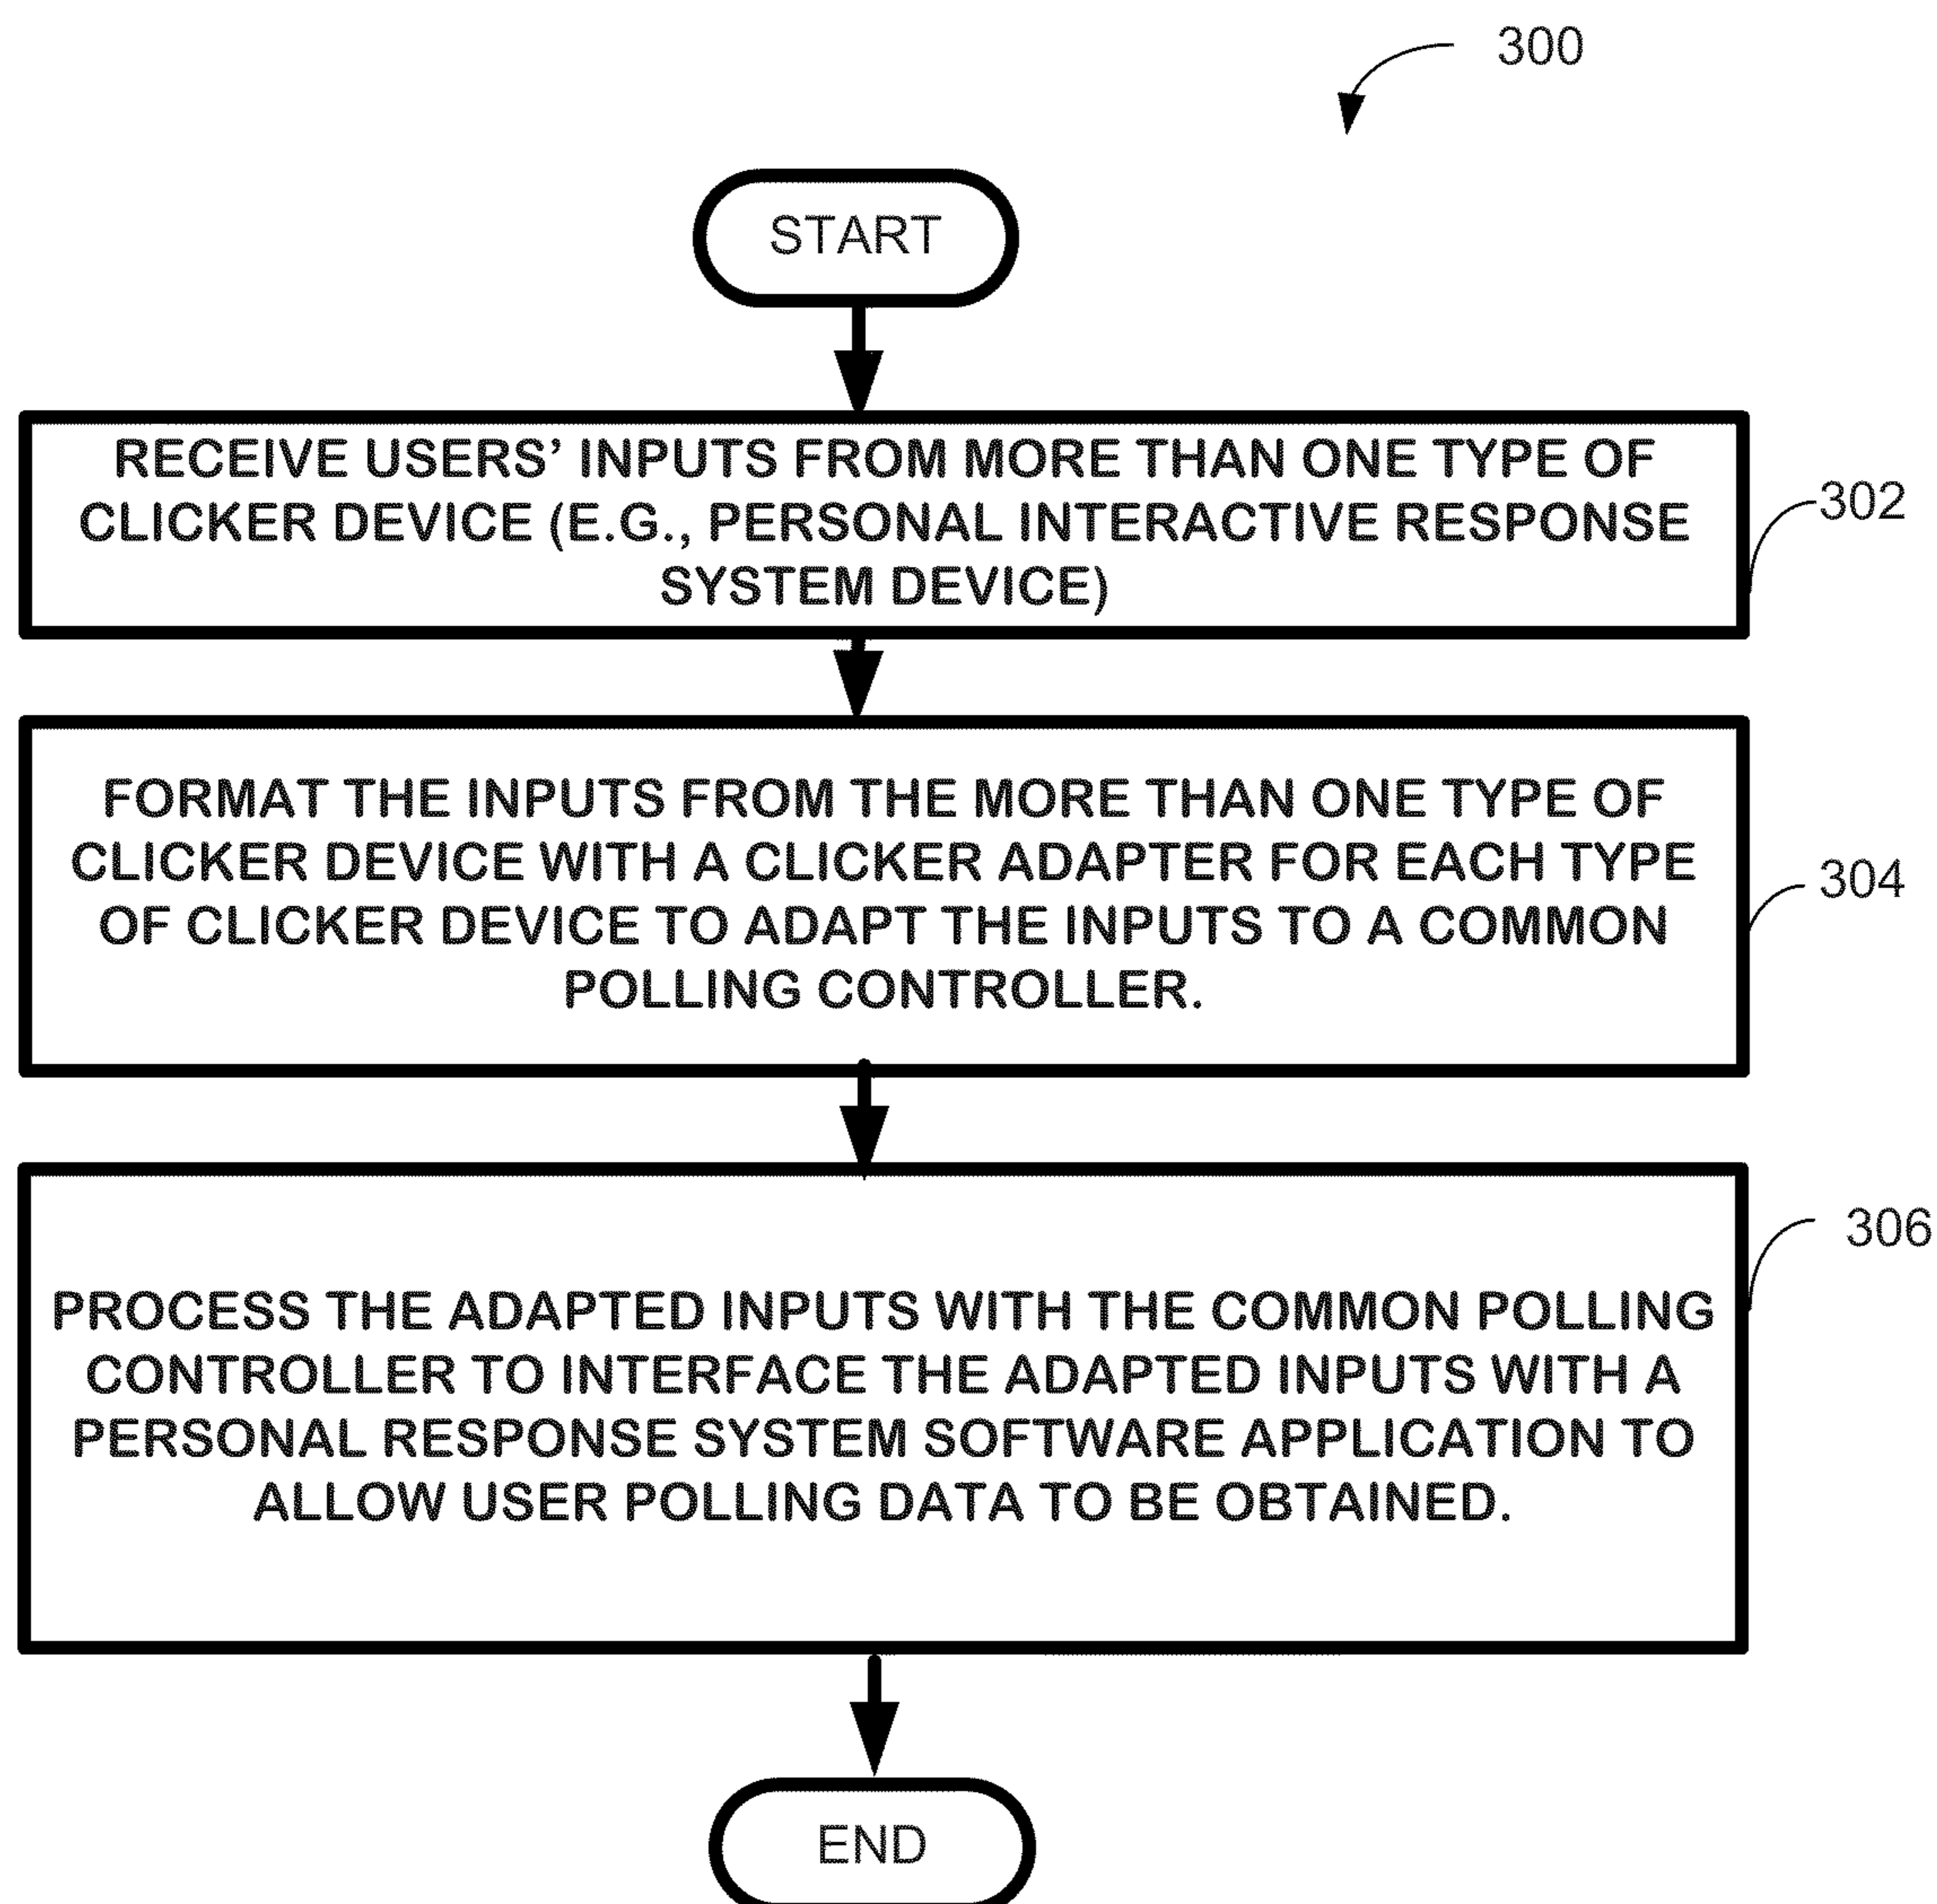 300
START
RECEIVE USERS’ INPUTS FROM MORE THAN ONE TYPE OF
CLICKER DEVICE (E.G., PERSONAL INTERACTIVE RESPONSE
SYSTEM DEVICE)
302
FORMAT THE INPUTS FROM THE MORE THAN ONE TYPE OF
CLICKER DEVICE WITH A CLICKER ADAPTER FOR EACH TYPE
OF CLICKER DEVICE TO ADAPT THE INPUTS TO A COMMON
POLLING CONTROLLER.
304
PROCESS THE ADAPTED INPUTS WITH THE COMMON POLLING
CONTROLLER TO INTERFACE THE ADAPTED INPUTS WITH A
PERSONAL RESPONSE SYSTEM SOFTWARE APPLICATION TO
ALLOW USER POLLING DATA TO BE OBTAINED.
306
END